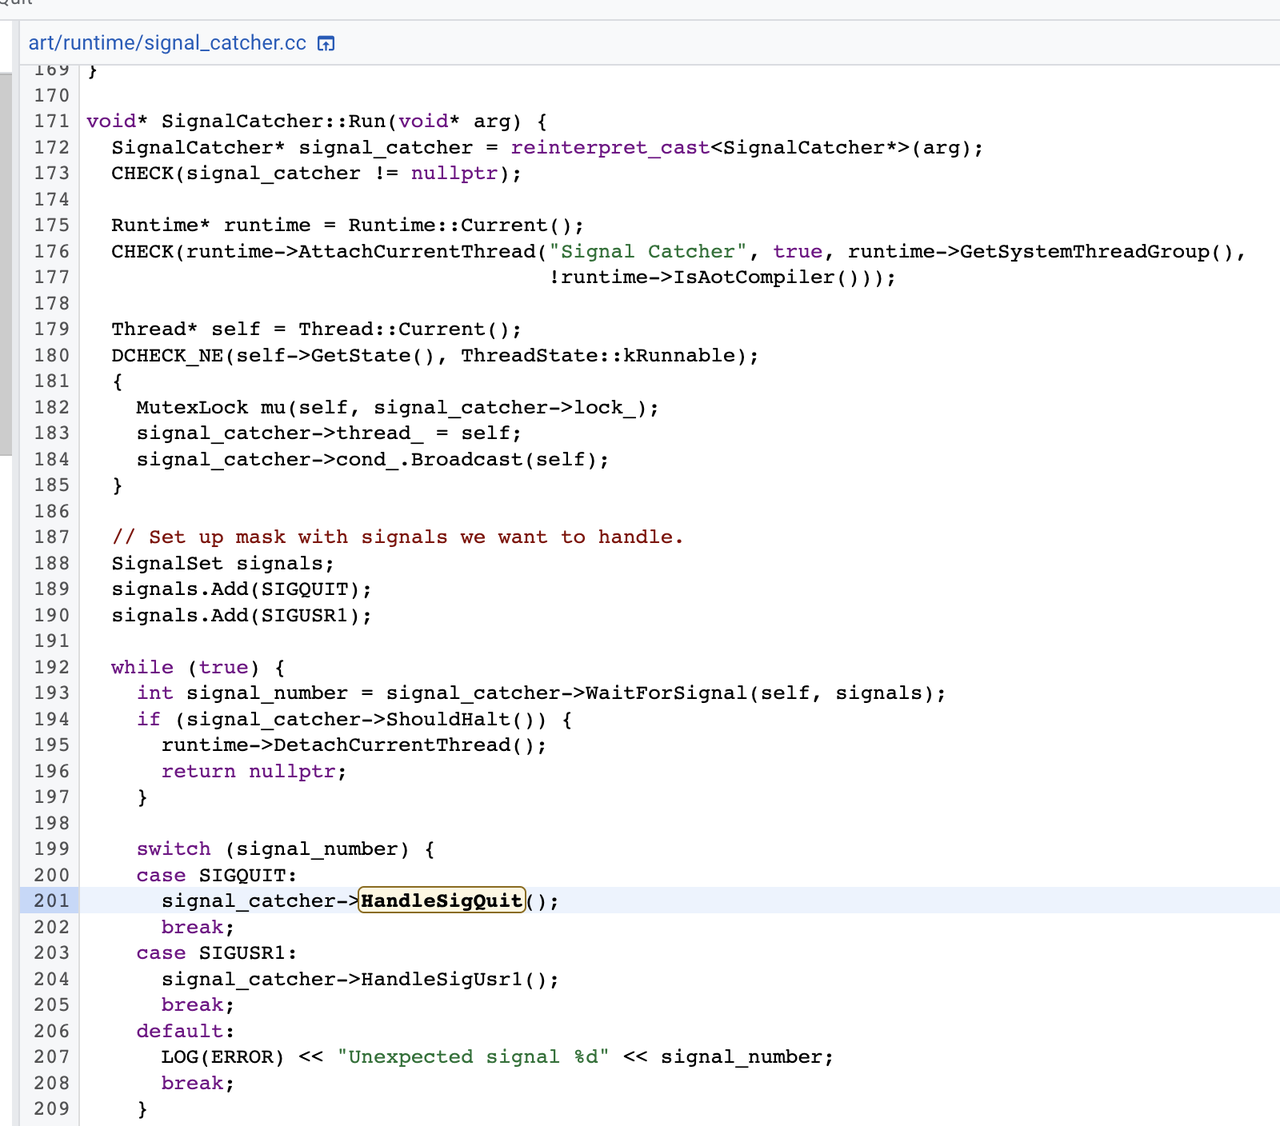 Quit
art/runtime/signal_catcher.cc
169 }
170
171 void* SignalCatcher::Run(void* arg) {
172   SignalCatcher* signal_catcher = reinterpret_cast<SignalCatcher*>(arg);
173   CHECK(signal_catcher != nullptr);
174
175   Runtime* runtime = Runtime::Current();
176   CHECK(runtime->AttachCurrentThread("Signal Catcher", true, runtime->GetSystemThreadGroup(),
177                                      !runtime->IsAotCompiler()));
178
179   Thread* self = Thread::Current();
180   DCHECK_NE(self->GetState(), ThreadState::kRunnable);
181   {
182     MutexLock mu(self, signal_catcher->lock_);
183     signal_catcher->thread_ = self;
184     signal_catcher->cond_.Broadcast(self);
185   }
186
187   // Set up mask with signals we want to handle.
188   SignalSet signals;
189   signals.Add(SIGQUIT);
190   signals.Add(SIGUSR1);
191
192   while (true) {
193     int signal_number = signal_catcher->WaitForSignal(self, signals);
194     if (signal_catcher->ShouldHalt()) {
195       runtime->DetachCurrentThread();
196       return nullptr;
197     }
198
199     switch (signal_number) {
200     case SIGQUIT:
201       signal_catcher->HandleSigQuit();
202       break;
203     case SIGUSR1:
204       signal_catcher->HandleSigUsr1();
205       break;
206     default:
207       LOG(ERROR) << "Unexpected signal %d" << signal_number;
208       break;
209     }